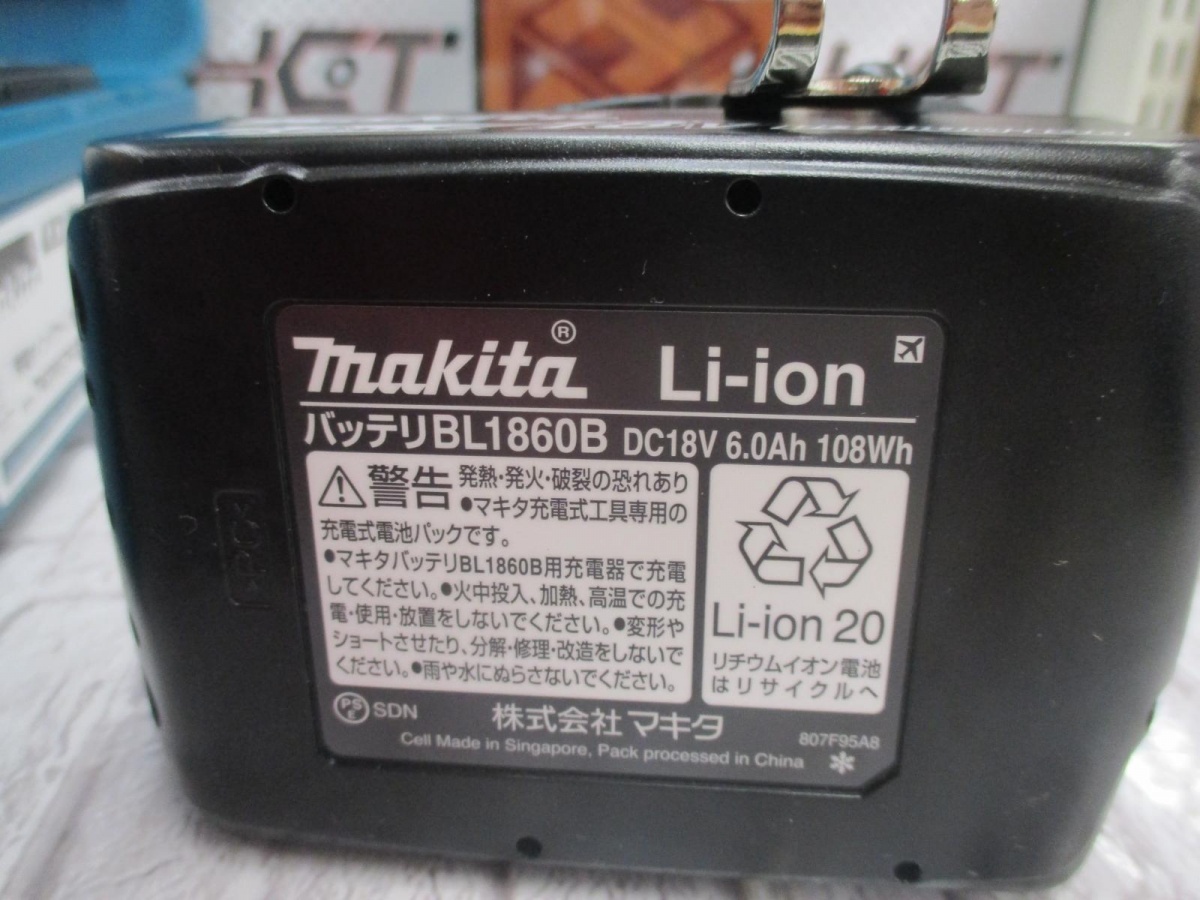 HCT
makita®
Li-ion
バッテリBL1860B DC18V 6.0Ah 108Wh
警告 発熱・発火・破裂の恐れあり
●マキタ充電式工具専用の
充電式電池パックです。
●マキタバッテリBL1860B用充電器で充電
してください。●火中投入、加熱、高温での充
電・使用・放置をしないでください。●変形や
ショートさせたり、分解・修理・改造をしないで
ください。●雨や水にぬらさないでください。
Li-ion 20
リチウムイオン電池
はリサイクルへ
PS
E
SDN
株式会社 マキタ
Cell Made in Singapore, Pack processed in China
807F95A8